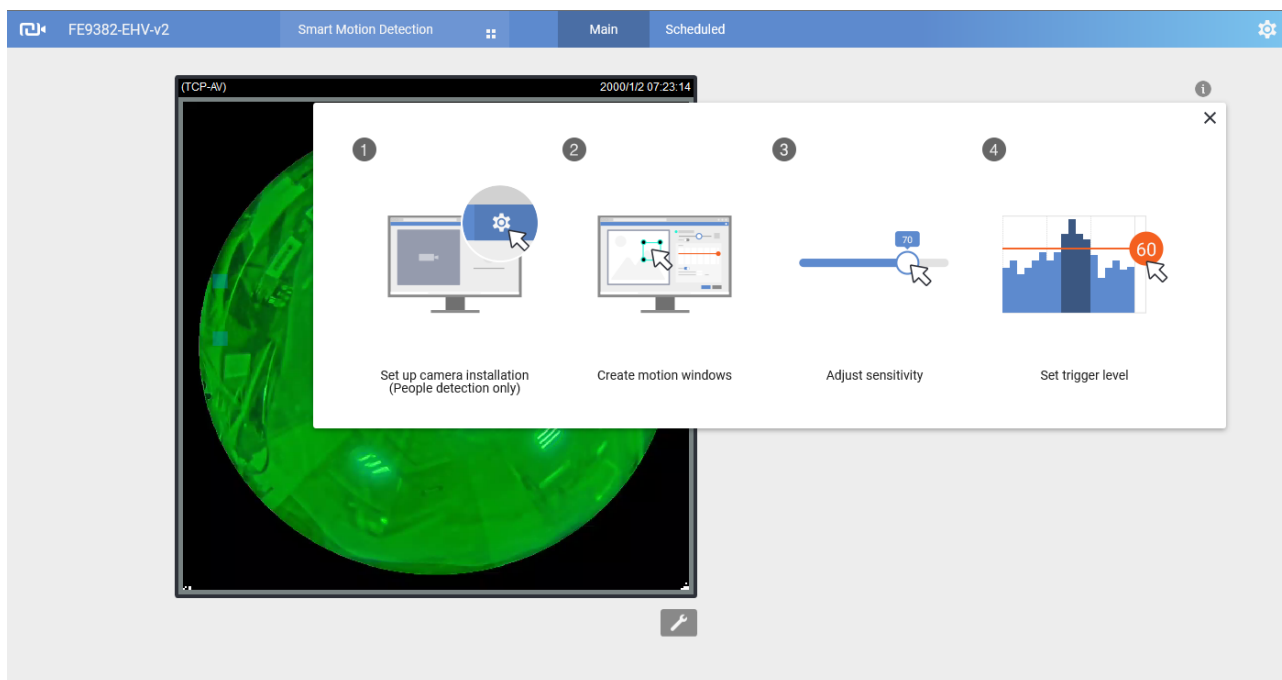 FE9382-EHV-v2
Smart Motion Detection
Main
Scheduled
(TCP-AV)
2000/1/2 07:23:14
1
2
3
4
70
60
Set up camera installation
(People detection only)
Create motion windows
Adjust sensitivity
Set trigger level